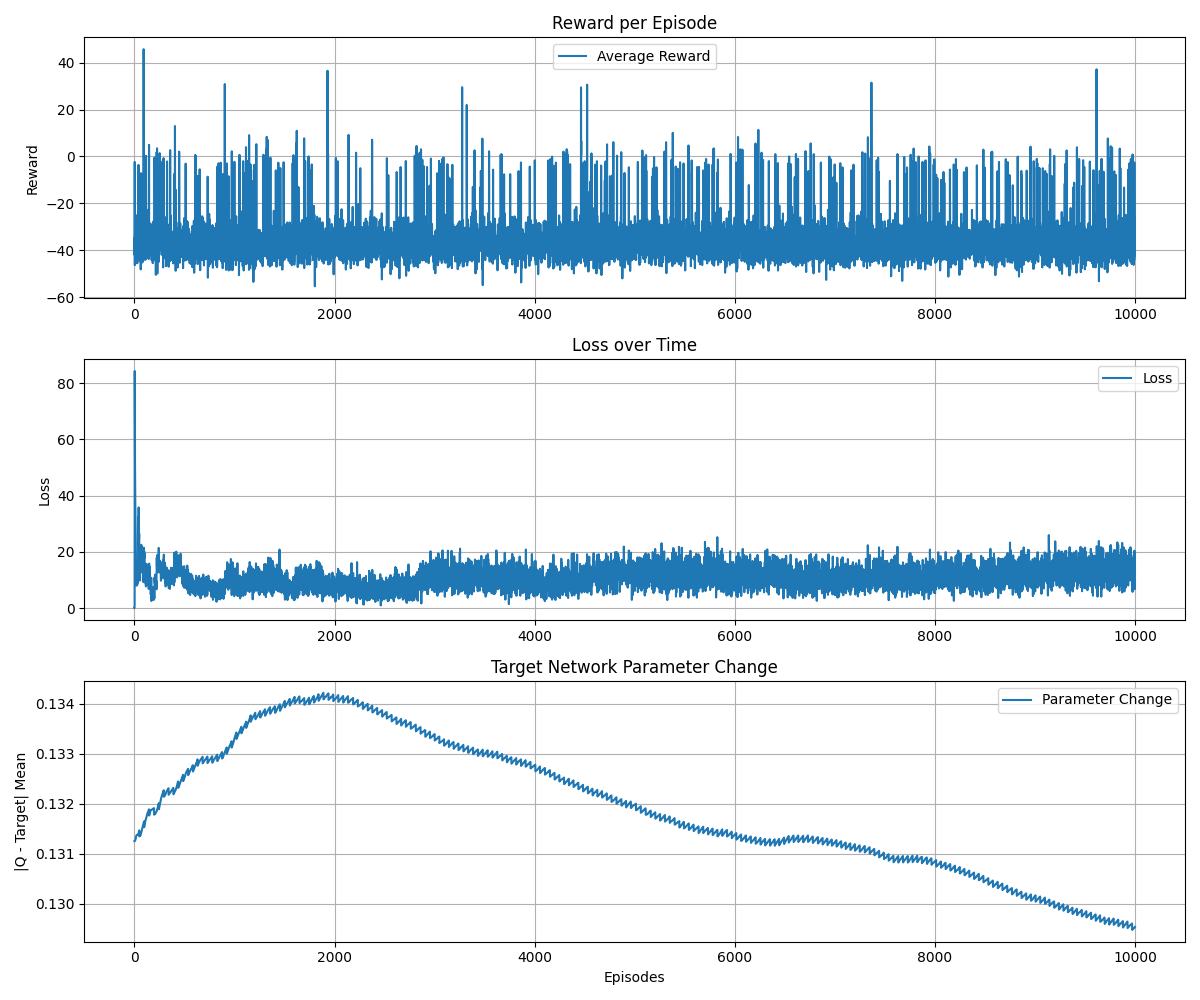 Reward per Episode
Average Reward
40
20
0
−20
−40
−60
Reward
0 2000 4000 6000 8000 10000
Loss over Time
Loss
80
60
40
20
0
Loss
0 2000 4000 6000 8000 10000
Target Network Parameter Change
Parameter Change
0.134
0.133
0.132
0.131
0.130
|Q - Target| Mean
0 2000 4000 6000 8000 10000
Episodes